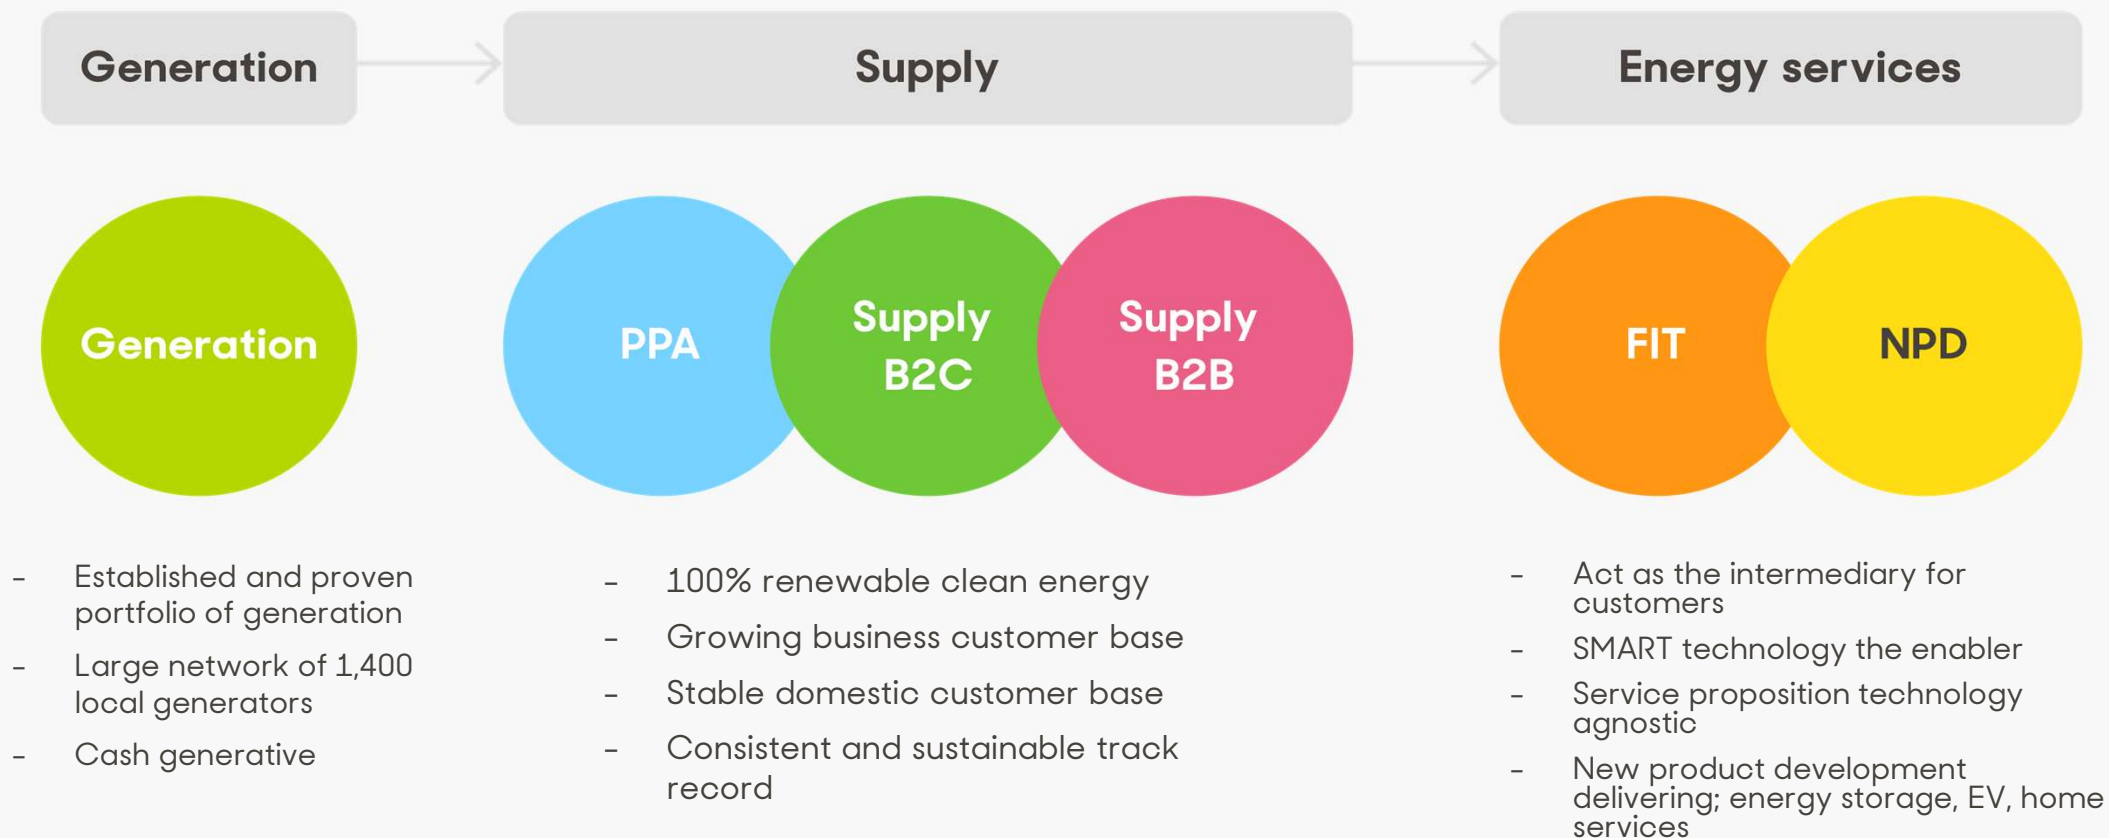 Generation
Supply
Energy services
Generation
PPA
Supply
B2C
Supply
B2B
FIT
NPD
- Established and proven
portfolio of generation
- Large network of 1,400
local generators
- Cash generative
- 100% renewable clean energy
- Growing business customer base
- Stable domestic customer base
- Consistent and sustainable track
record
- Act as the intermediary for
customers
- SMART technology the enabler
- Service proposition technology
agnostic
- New product development
delivering; energy storage, EV, home
services